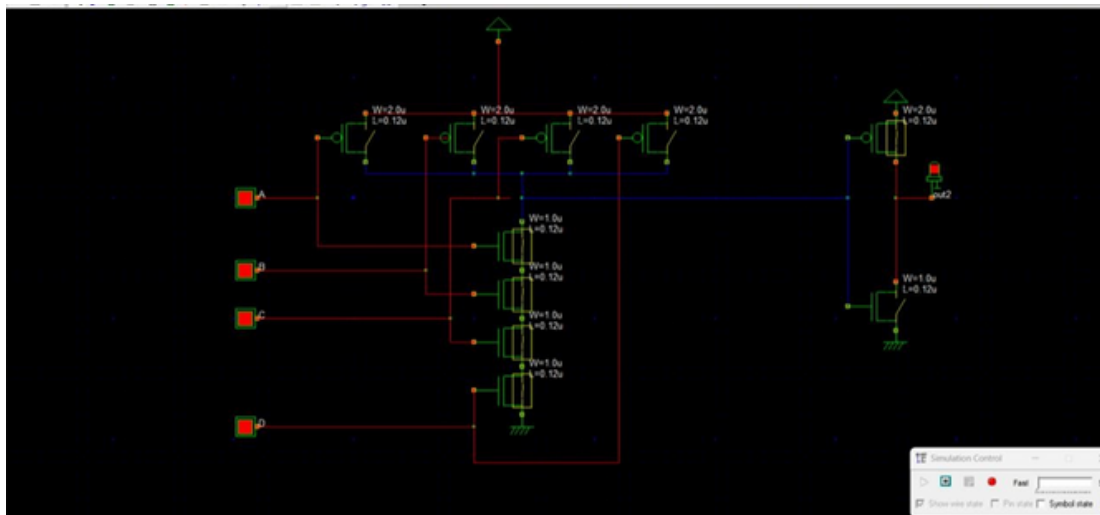 W=2.0u
L=0.12u
W=2.0u
L=0.12u
W=2.0u
L=0.12u
W=2.0u
L=0.12u
W=2.0u
L=0.12u
A
out2
W=1.0u
L=0.12u
B
W=1.0u
L=0.12u
W=1.0u
L=0.12u
C
W=1.0u
L=0.12u
W=1.0u
L=0.12u
D
Simulation Control
Fast
Show wire state
Pin state
Symbol state